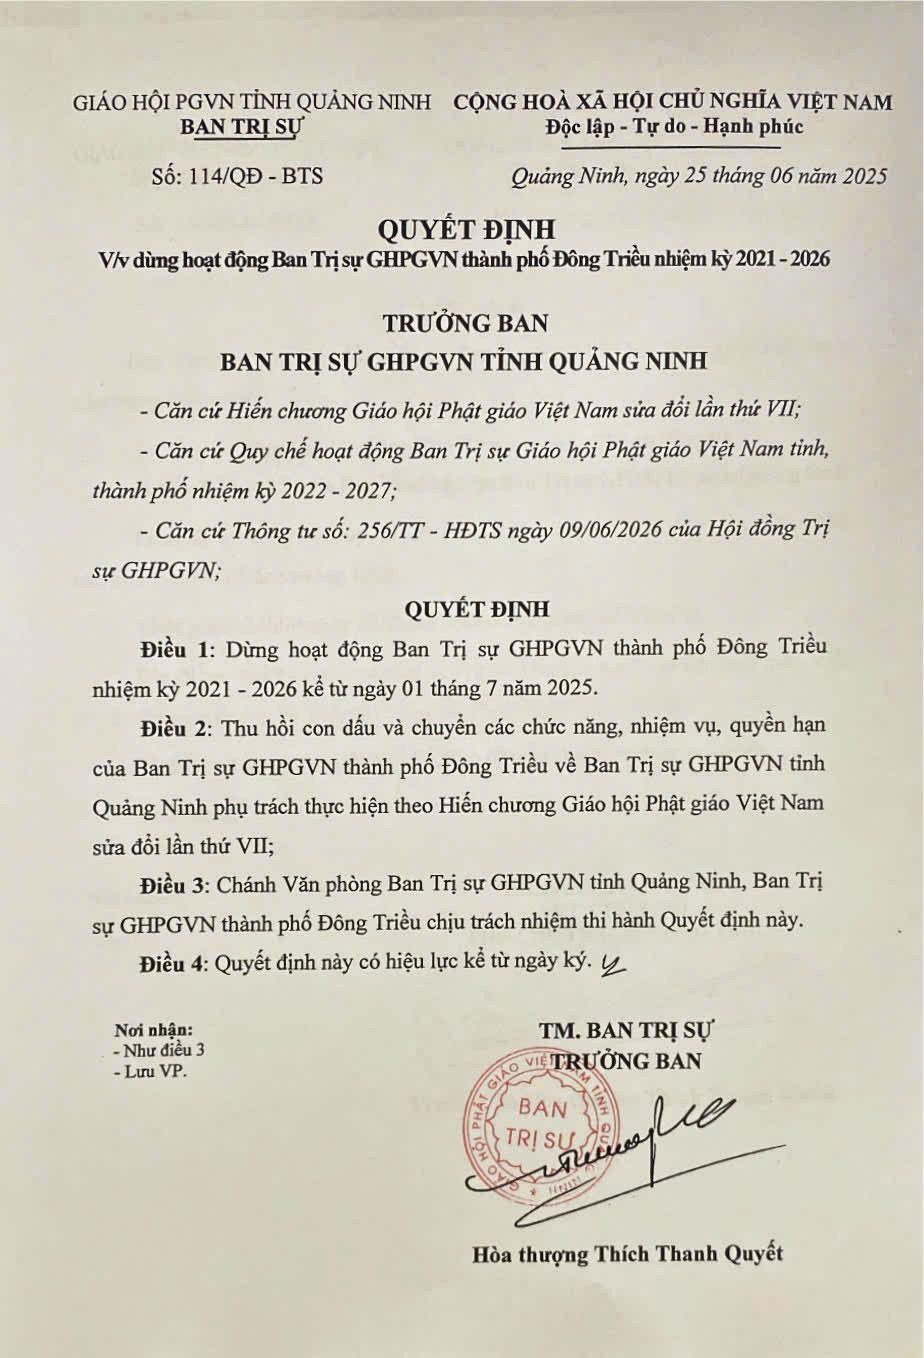 GIÁO HỘI PGVN TỈNH QUẢNG NINH
BAN TRỊ SỰ
Số: 114/QĐ - BTS
CỘNG HOÀ XÃ HỘI CHỦ NGHĨA VIỆT NAM
Độc lập - Tự do - Hạnh phúc
Quảng Ninh, ngày 25 tháng 06 năm 2025
QUYẾT ĐỊNH
V/v dừng hoạt động Ban Trị sự GHPGVN thành phố Đông Triều nhiệm kỳ 2021 - 2026
TRƯỞNG BAN
BAN TRỊ SỰ GHPGVN TỈNH QUẢNG NINH
- Căn cứ Hiến chương Giáo hội Phật giáo Việt Nam sửa đổi lần thứ VII;
- Căn cứ Quy chế hoạt động Ban Trị sự Giáo hội Phật giáo Việt Nam tỉnh,
thành phố nhiệm kỳ 2022 - 2027;
- Căn cứ Thông tư số: 256/TT - HĐTS ngày 09/06/2026 của Hội đồng Trị
sự GHPGVN;
QUYẾT ĐỊNH
Điều 1: Dừng hoạt động Ban Trị sự GHPGVN thành phố Đông Triều
nhiệm kỳ 2021 - 2026 kể từ ngày 01 tháng 7 năm 2025.
Điều 2: Thu hồi con dấu và chuyển các chức năng, nhiệm vụ, quyền hạn
của Ban Trị sự GHPGVN thành phố Đông Triều về Ban Trị sự GHPGVN tỉnh
Quảng Ninh phụ trách thực hiện theo Hiến chương Giáo hội Phật giáo Việt Nam
sửa đổi lần thứ VII;
Điều 3: Chánh Văn phòng Ban Trị sự GHPGVN tỉnh Quảng Ninh, Ban Trị
sự GHPGVN thành phố Đông Triều chịu trách nhiệm thi hành Quyết định này.
Điều 4: Quyết định này có hiệu lực kể từ ngày ký.
Nơi nhận:
- Như điều 3
- Lưu VP.
TM. BAN TRỊ SỰ
TRƯỞNG BAN
GIÁO HỘI PHẬT GIÁO VIỆT NAM TỈNH
BAN
TRỊ SỰ
Hòa thượng Thích Thanh Quyết